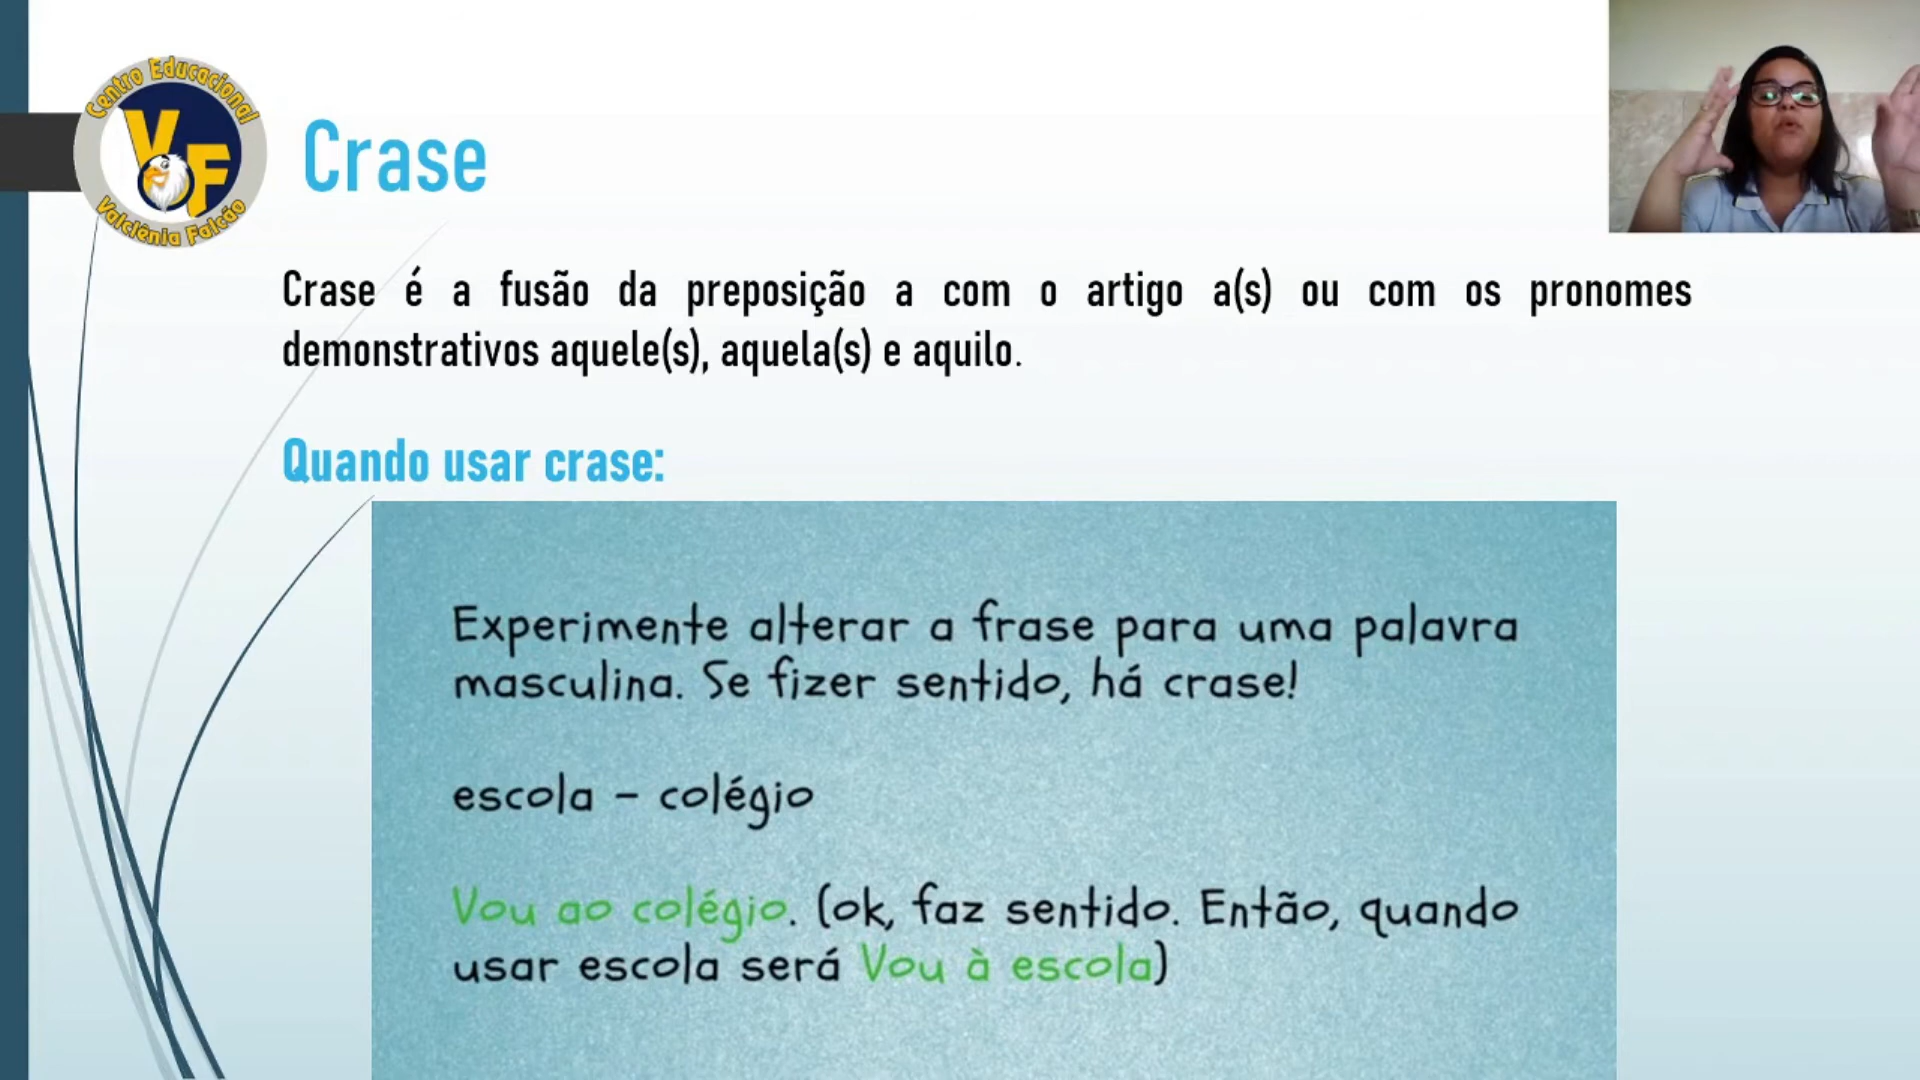 Centro Educacional
VF
Valciênia Falcão
Crase
Crase é a fusão da preposição a com o artigo a(s) ou com os pronomes
demonstrativos aquele(s), aquela(s) e aquilo.
Quando usar crase:
Experimente alterar a frase para uma palavra
masculina. Se fizer sentido, há crase!
escola - colégio
Vou ao colégio. (ok, faz sentido. Então, quando
usar escola será Vou à escola)